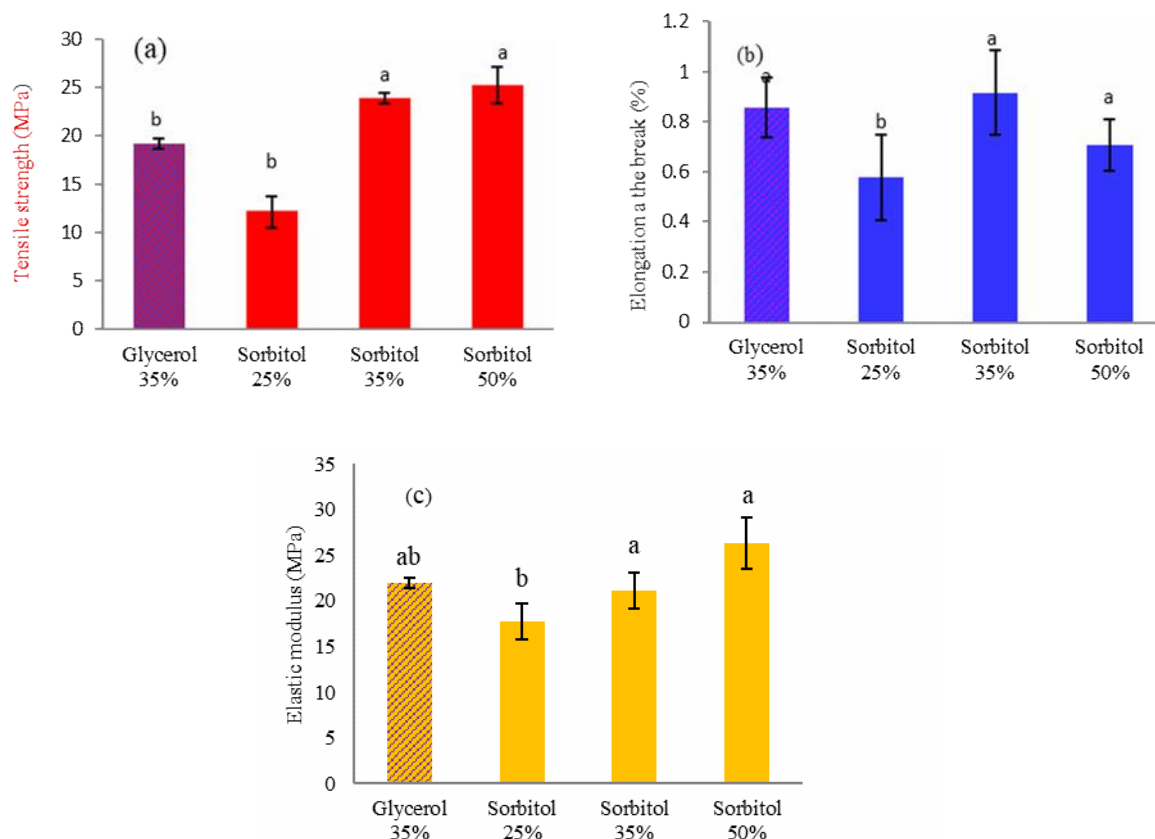 (a)
Tensile strength (MPa)
30
25
20
15
10
5
0
b
b
a
a
Glycerol 35%
Sorbitol 25%
Sorbitol 35%
Sorbitol 50%
(b)
Elongation a the break (%)
1.2
1
0.8
0.6
0.4
0.2
0
a
b
a
a
Glycerol 35%
Sorbitol 25%
Sorbitol 35%
Sorbitol 50%
(c)
Elastic modulus (MPa)
35
30
25
20
15
10
5
0
ab
b
a
a
Glycerol 35%
Sorbitol 25%
Sorbitol 35%
Sorbitol 50%